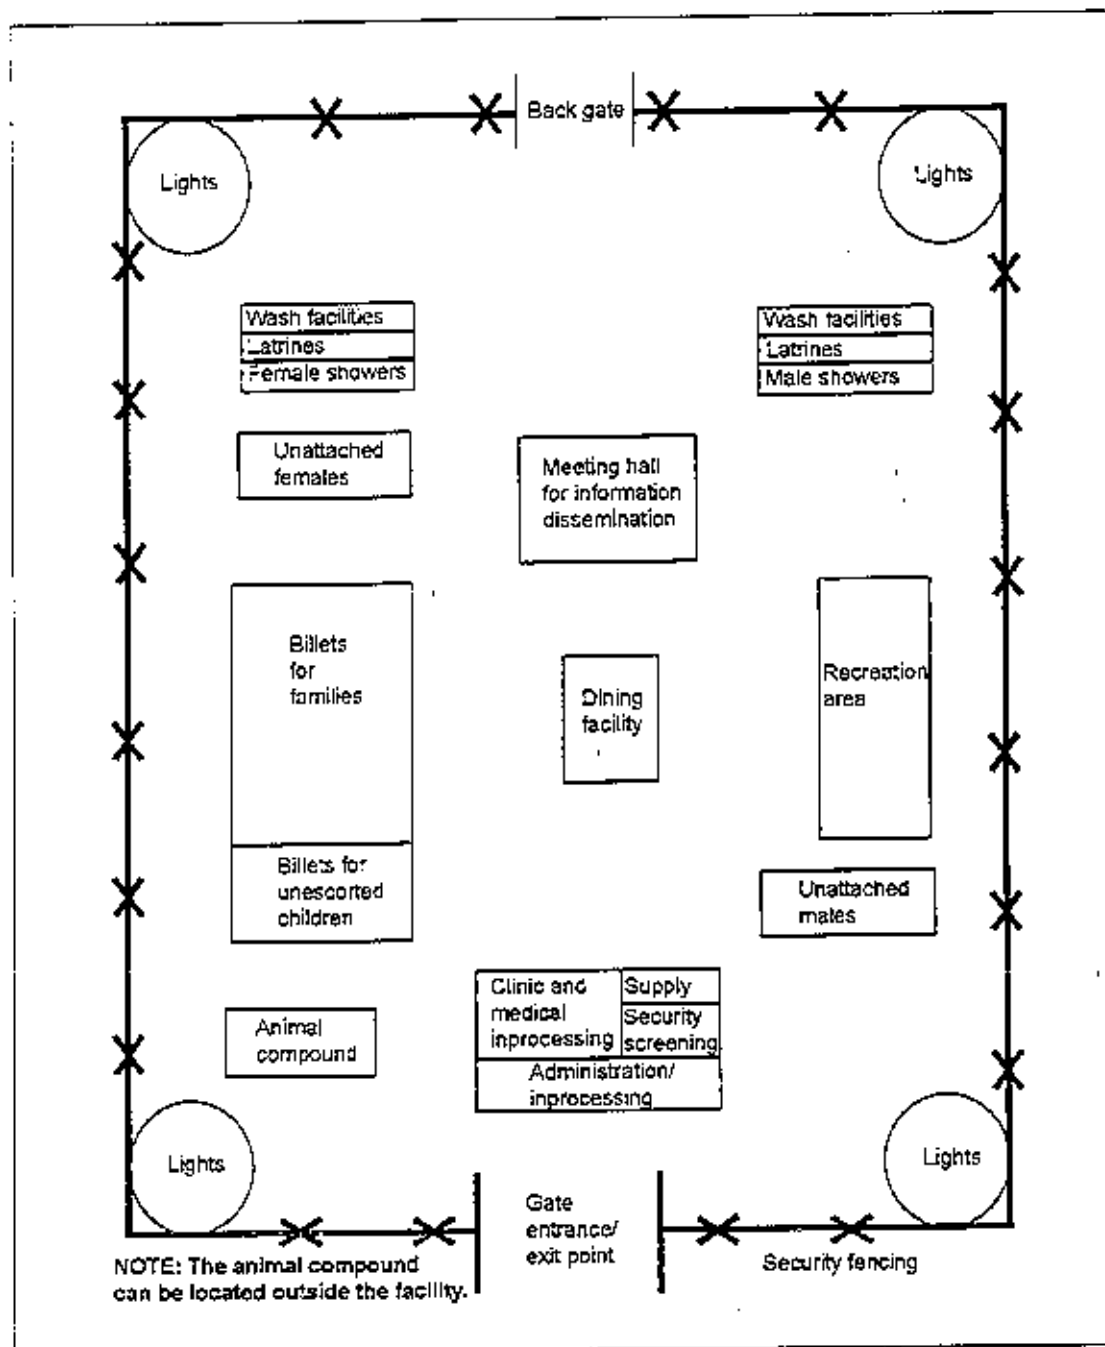 Back gate
Lights
Lights
Wash facilities
Latrines
Female showers
Wash facilities
Latrines
Male showers
Unattached
females
Meeting hall
for information
dissemination
Billets
for
families
Dining
facility
Recreation
area
Billets for
unescorted
children
Unattached
males
Clinic and
medical
inprocessing
Supply
Security
screening
Animal
compound
Administration/
inprocessing
Lights
Lights
Gate
entrance/
exit point
Security fencing
NOTE: The animal compound
can be located outside the facility.